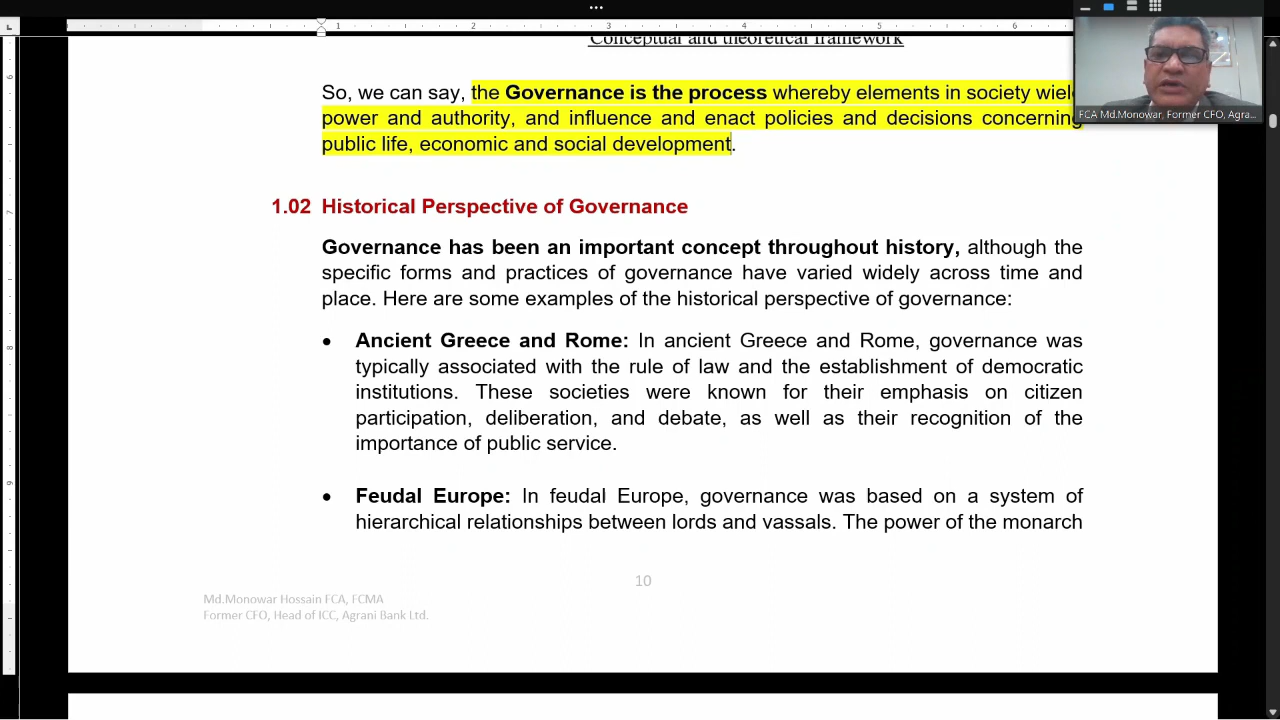 Conceptual and theoretical framework
So, we can say, the Governance is the process whereby elements in society wield
power and authority, and influence and enact policies and decisions concerning
public life, economic and social development.
FCA Md.Monowar, Former CFO, Agra...
1.02 Historical Perspective of Governance
Governance has been an important concept throughout history, although the
specific forms and practices of governance have varied widely across time and
place. Here are some examples of the historical perspective of governance:
• Ancient Greece and Rome: In ancient Greece and Rome, governance was
typically associated with the rule of law and the establishment of democratic
institutions. These societies were known for their emphasis on citizen
participation, deliberation, and debate, as well as their recognition of the
importance of public service.
• Feudal Europe: In feudal Europe, governance was based on a system of
hierarchical relationships between lords and vassals. The power of the monarch
10
Md.Monowar Hossain FCA, FCMA
Former CFO, Head of ICC, Agrani Bank Ltd.